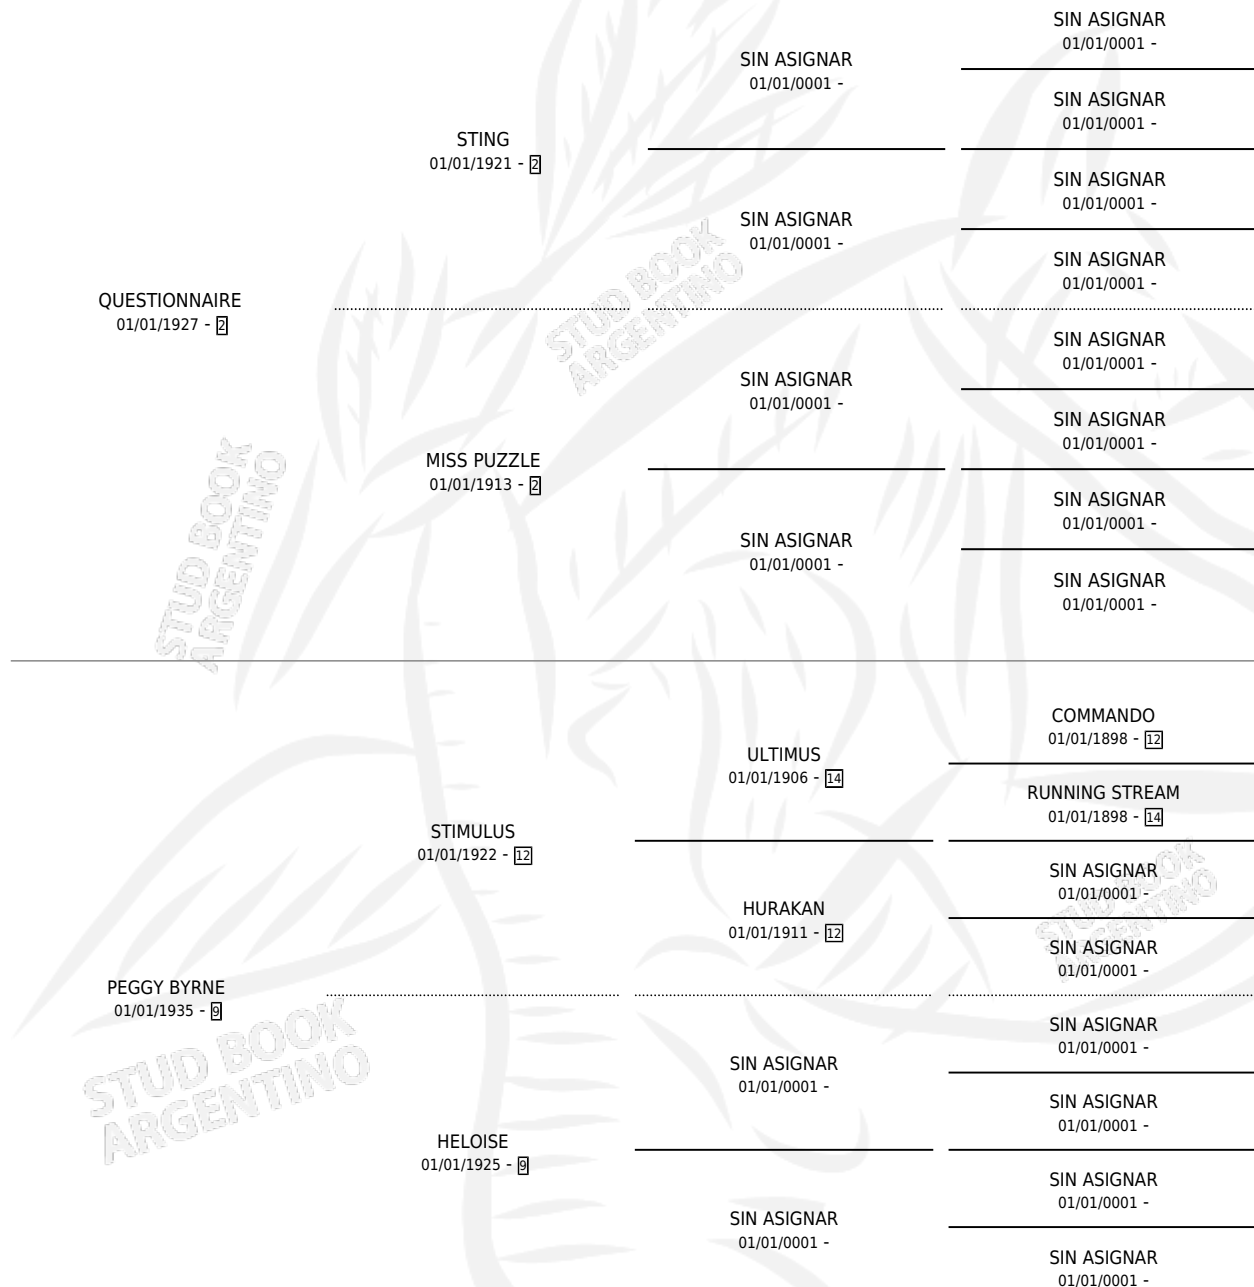 SIN ASIGNAR
01/01/0001 -
SIN ASIGNAR
01/01/0001 -
SIN ASIGNAR
01/01/0001 -
STING
01/01/1921 - 2
SIN ASIGNAR
01/01/0001 -
SIN ASIGNAR
01/01/0001 -
SIN ASIGNAR
01/01/0001 -
QUESTIONNAIRE
01/01/1927 - 2
STUD BOOK
ARGENTINO
SIN ASIGNAR
01/01/0001 -
SIN ASIGNAR
01/01/0001 -
SIN ASIGNAR
01/01/0001 -
MISS PUZZLE
01/01/1913 - 2
STUD BOOK
ARGENTINO
SIN ASIGNAR
01/01/0001 -
SIN ASIGNAR
01/01/0001 -
SIN ASIGNAR
01/01/0001 -
COMMANDO
01/01/1898 - 12
ULTIMUS
01/01/1906 - 14
RUNNING STREAM
01/01/1898 - 14
STIMULUS
01/01/1922 - 12
SIN ASIGNAR
01/01/0001 -
HURAKAN
01/01/1911 - 12
SIN ASIGNAR
01/01/0001 -
STUD BOOK
ARGENTINO
PEGGY BYRNE
01/01/1935 - 9
STUD BOOK
ARGENTINO
SIN ASIGNAR
01/01/0001 -
SIN ASIGNAR
01/01/0001 -
SIN ASIGNAR
01/01/0001 -
HELOISE
01/01/1925 - 9
SIN ASIGNAR
01/01/0001 -
SIN ASIGNAR
01/01/0001 -
SIN ASIGNAR
01/01/0001 -